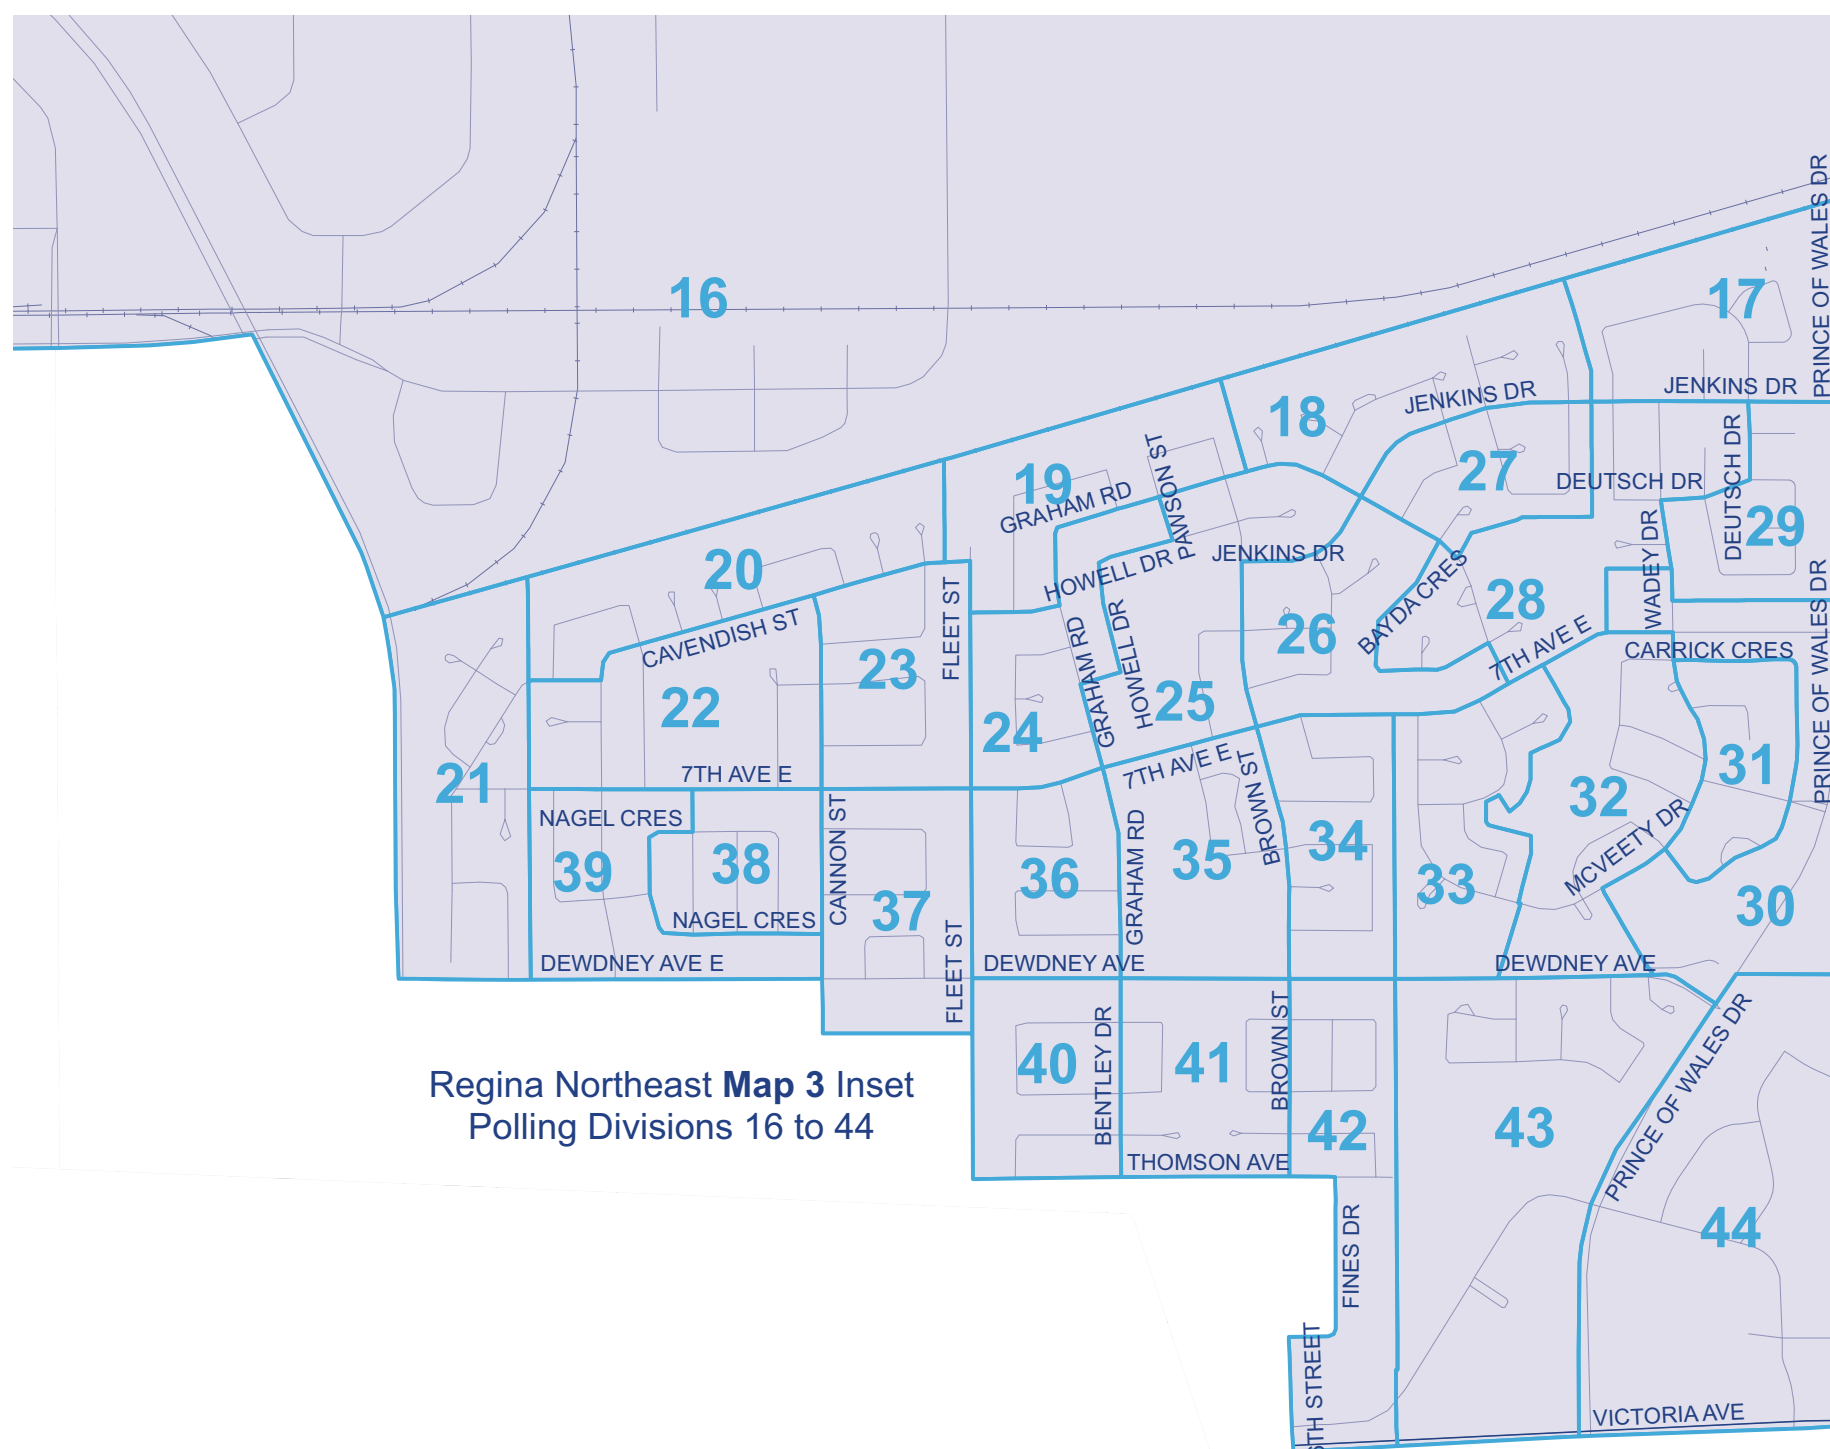 PRINCE OF WALES DR
16
17
JENKINS DR
JENKINS DR
18
DEUTSCH DR
PAWSON ST
27
DEUTSCH DR
19
GRAHAM RD
29
WADEY DR
JENKINS DR
20
HOWELL DR
BAYDA CRES
28
FLEET ST
PRINCE OF WALES DR
CAVENDISH ST
26
7TH AVE E
CARRICK CRES
23
GRAHAM RD
HOWELL DR
22
25
24
7TH AVE E
21
7TH AVE E
31
32
NAGEL CRES
BROWN ST
MCVEETY DR
39
38
CANNON ST
36
GRAHAM RD
35
34
33
37
30
NAGEL CRES
DEWDNEY AVE E
FLEET ST
DEWDNEY AVE
DEWDNEY AVE
40
BENTLEY DR
41
BROWN ST
42
43
PRINCE OF WALES DR
Regina Northeast Map 3 Inset
Polling Divisions 16 to 44
THOMSON AVE
44
FINES DR
TH STREET
VICTORIA AVE